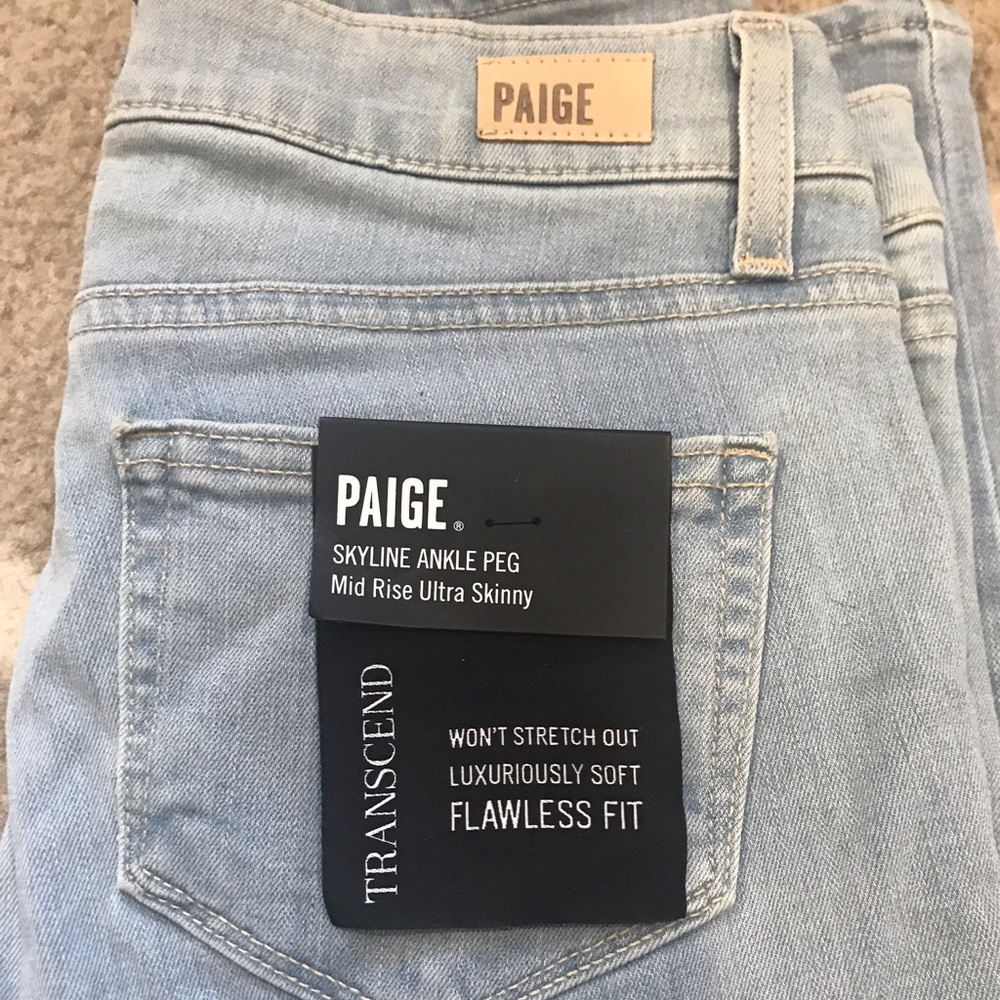 PAIGE
PAIGE®
SKYLINE ANKLE PEG
Mid Rise Ultra Skinny
TRANSCEND
WON'T STRETCH OUT
LUXURIOUSLY SOFT
FLAWLESS FIT